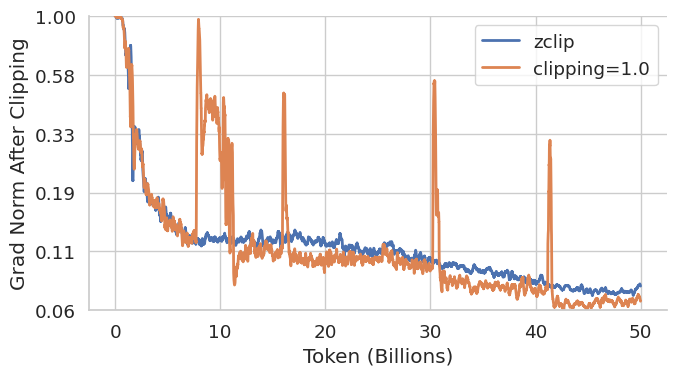 Grad Norm After Clipping
1.00
0.58
0.33
0.19
0.11
0.06
zclip
clipping=1.0
0 10 20 30 40 50
Token (Billions)